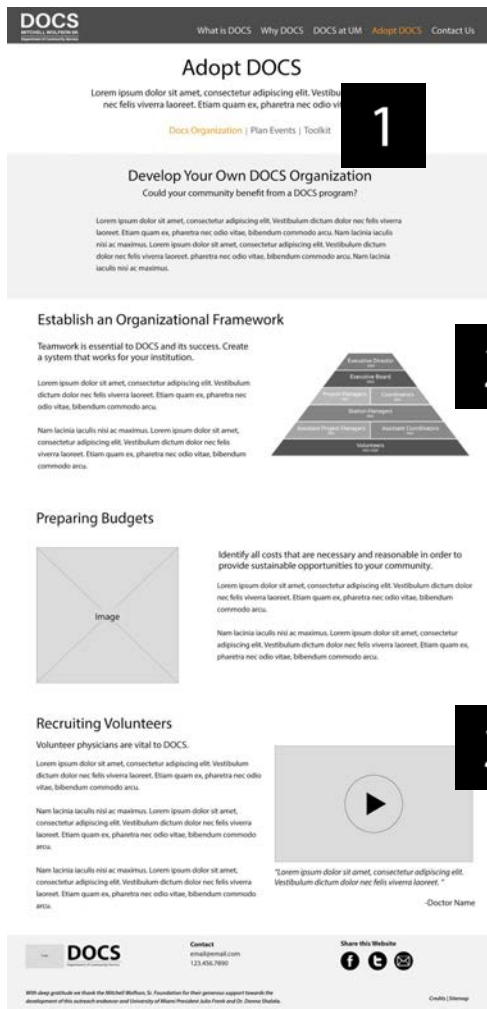 DOCS
MITCHELL WOLFSON SR.
Department of Community Service
What is DOCS Why DOCS DOCS at UM Adopt DOCS Contact Us
Adopt DOCS
Lorem ipsum dolor sit amet, consectetur adipiscing elit.
nec felis viverra laoreet. Etiam quam ex, pharetra nec odio
1
Docs Organization | Plan Events | Toolkit
Develop Your Own DOCS Organization
Could your community benefit from a DOCS program?
Lorem ipsum dolor sit amet, consectetur adipiscing elit. Vestibulum dictum dolor nec felis viverra
laoreet. Etiam quam ex, pharetra nec odio vitae, bibendum commodo arcu. Nam lacinia iaculis
nisi ac maximus. Lorem ipsum dolor sit amet, consectetur adipiscing elit. Vestibulum dictum
dolor nec felis viverra laoreet. pharetra nec odio vitae, bibendum commodo arcu. Nam lacinia
iaculis nisi ac maximus.
Establish an Organizational Framework
Teamwork is essential to DOCS and its success. Create
a system that works for your institution.
Lorem ipsum dolor sit amet, consectetur adipiscing elit. Vestibulum
dictum dolor nec felis viverra laoreet. Etiam quam ex, pharetra nec
odio vitae, bibendum commodo arcu.
Nam lacinia iaculis nisi ac maximus. Lorem ipsum dolor sit amet,
consectetur adipiscing elit. Vestibulum dictum dolor nec felis
viverra laoreet. Etiam quam ex, pharetra nec odio vitae, bibendum
commodo arcu.
Executive Director
Executive Board
Project Managers Coordinators
Station Managers
Assistant Project Managers Assistant Coordinators
Volunteers
Preparing Budgets
Image
Identify all costs that are necessary and reasonable in order to
provide sustainable opportunities to your community.
Lorem ipsum dolor sit amet, consectetur adipiscing elit. Vestibulum dictum dolor
nec felis viverra laoreet. Etiam quam ex, pharetra nec odio vitae, bibendum
commodo arcu.
Nam lacinia iaculis nisi ac maximus. Lorem ipsum dolor sit amet, consectetur
adipiscing elit. Vestibulum dictum dolor nec felis viverra laoreet. Etiam quam ex,
pharetra nec odio vitae, bibendum commodo arcu.
Recruiting Volunteers
Volunteer physicians are vital to DOCS.
Lorem ipsum dolor sit amet, consectetur adipiscing elit. Vestibulum
dictum dolor nec felis viverra laoreet. Etiam quam ex, pharetra nec
odio vitae, bibendum commodo arcu.
Nam lacinia iaculis nisi ac maximus. Lorem ipsum dolor sit amet,
consectetur adipiscing elit. Vestibulum dictum dolor nec felis viverra
laoreet. Etiam quam ex, pharetra nec odio vitae, bibendum commodo
arcu.
Nam lacinia iaculis nisi ac maximus. Lorem ipsum dolor sit amet,
consectetur adipiscing elit. Vestibulum dictum dolor nec felis viverra
laoreet. Etiam quam ex, pharetra nec odio vitae, bibendum commodo
arcu.
"Lorem ipsum dolor sit amet, consectetur adipiscing elit.
Vestibulum dictum dolor nec felis viverra laoreet. "
-Doctor Name
DOCS
Department of Community Service
Contact
email@email.com
123.456.7890
Share this Website
With deep gratitude we thank the Mitchell Wolfson, Sr. Foundation for their generous support towards the
development of this outreach endeavor and University of Miami President Julio Frenk and Dr. Donna Shalala.
Credits | Sitemap